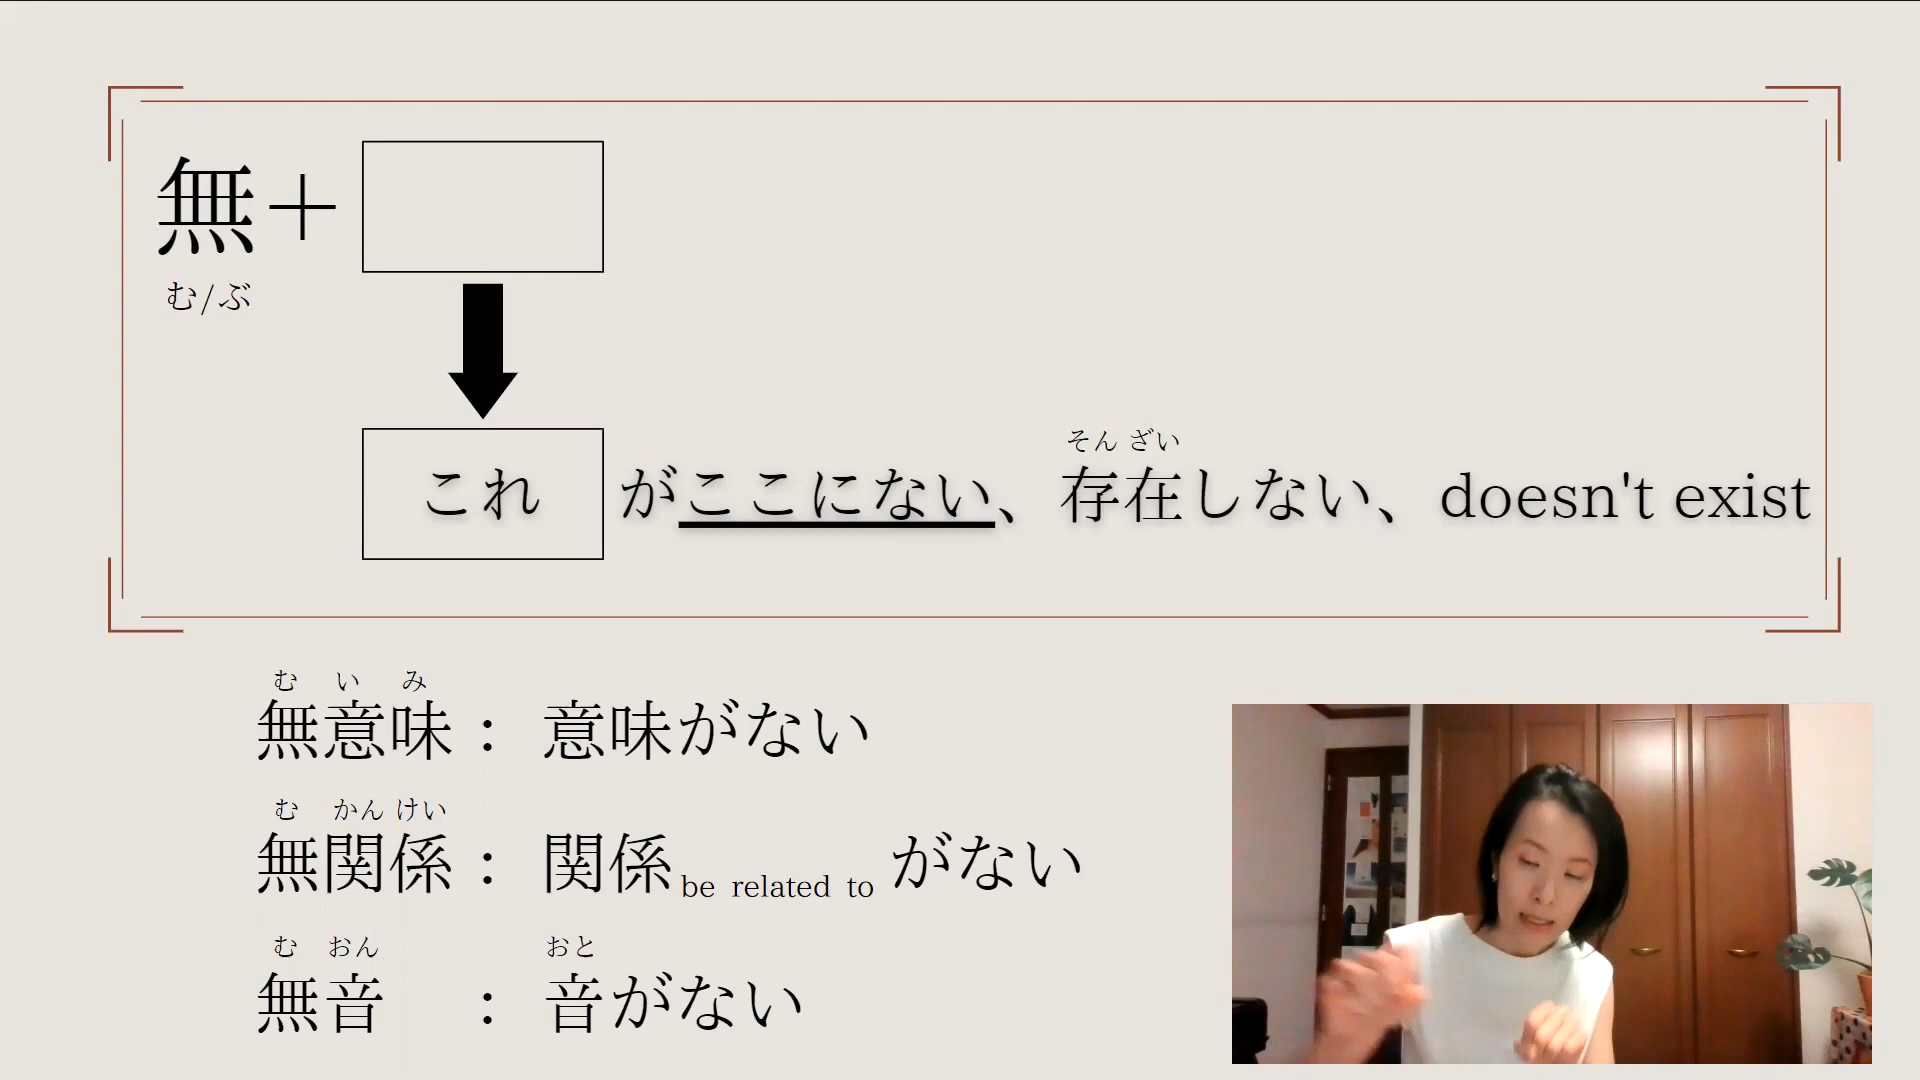 無＋
む/ぶ
そん ざい
これ がここにない、存在しない、doesn't exist
む い み
無意味： 意味がない
む かん けい
無関係： 関係 be related to がない
む おん おと
無音 ： 音がない